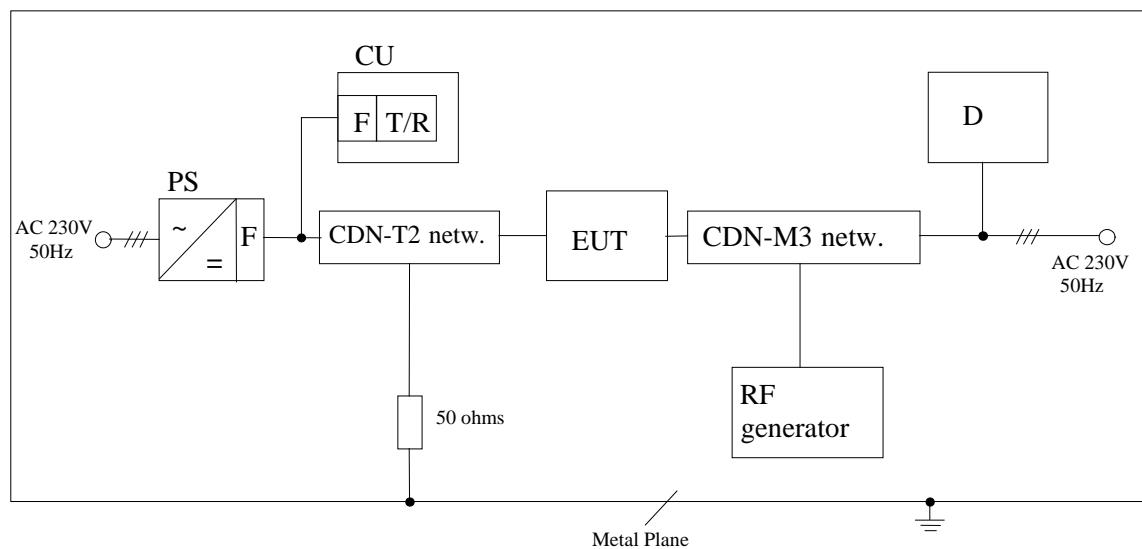 CU
F T/R
D
PS
~
=
F
AC 230V
50Hz
CDN-T2 netw.
EUT
CDN-M3 netw.
AC 230V
50Hz
50 ohms
RF
generator
Metal Plane